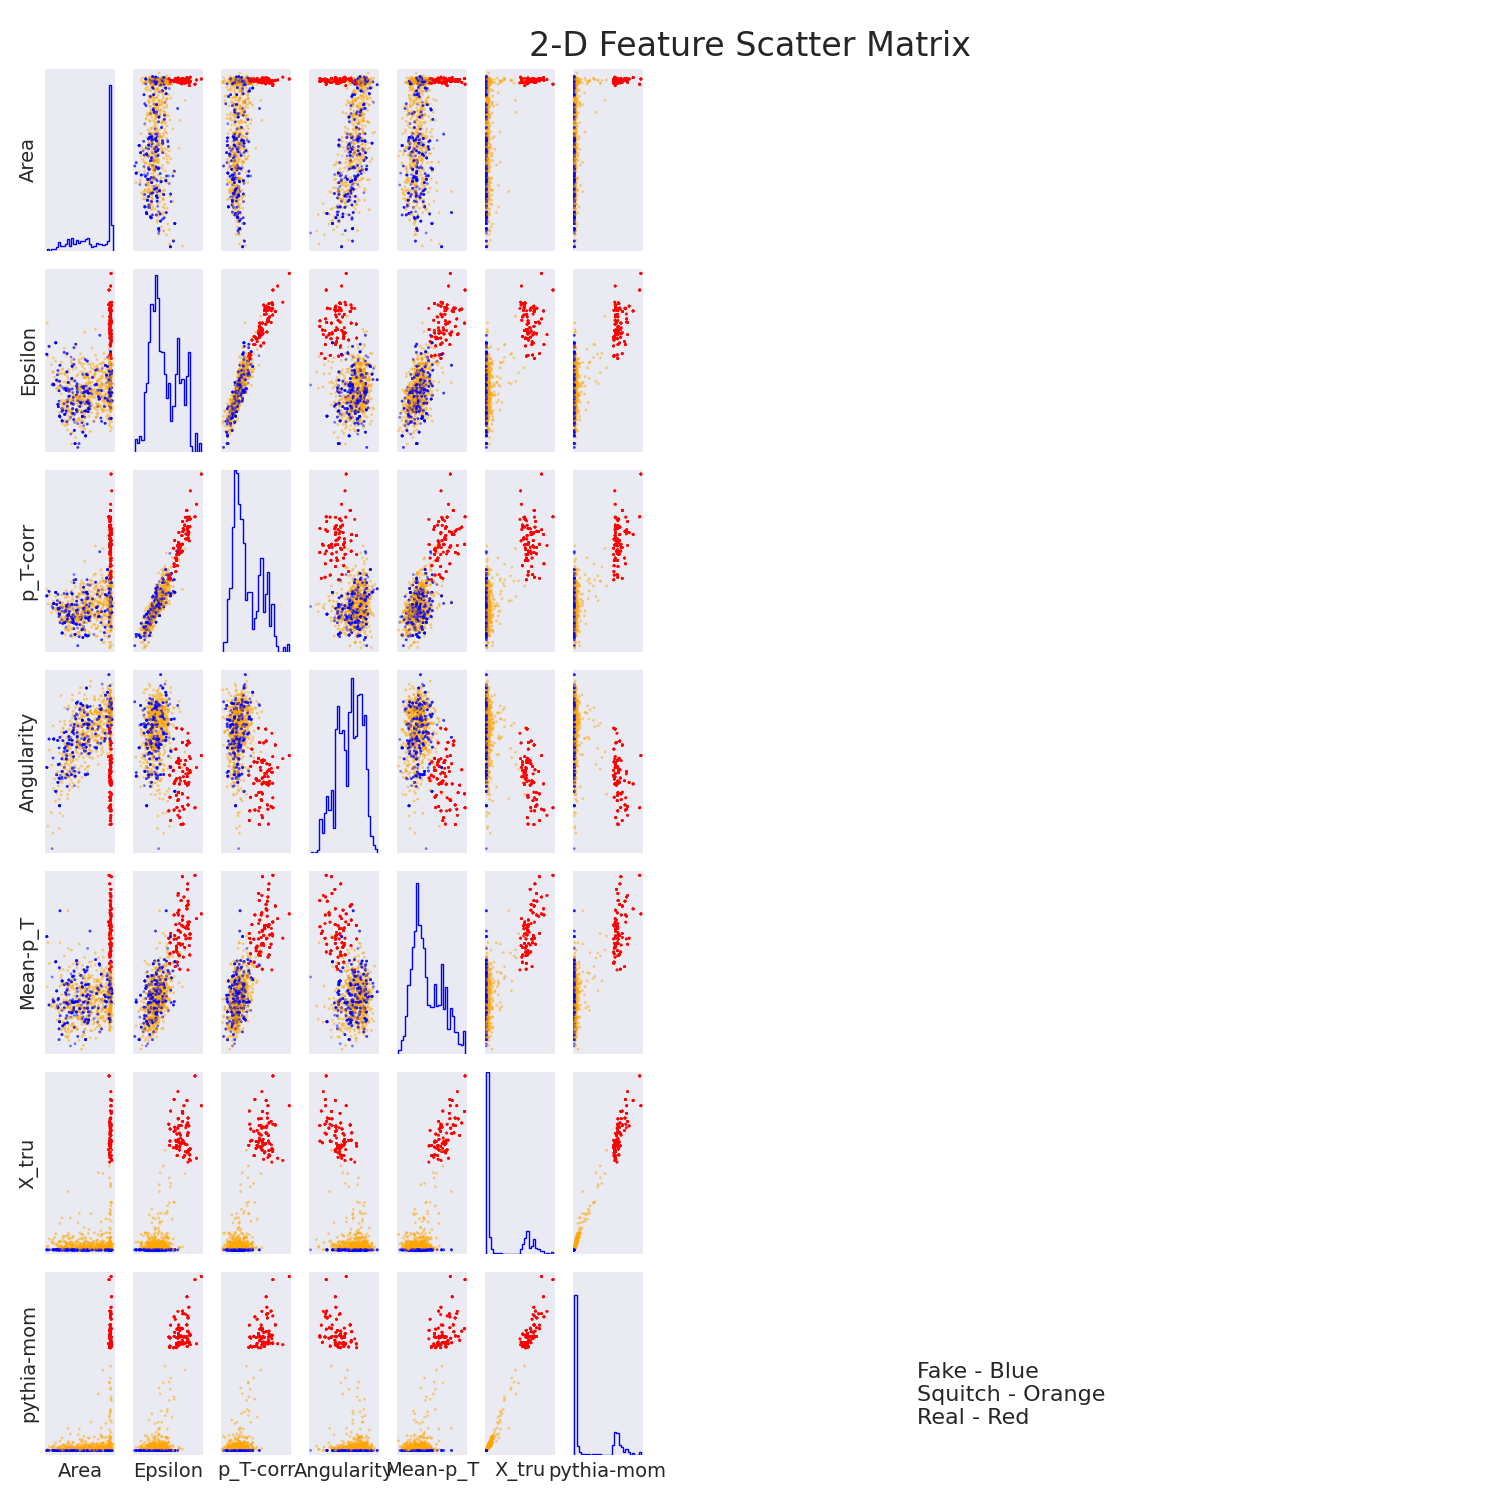 2-D Feature Scatter Matrix
Area
Epsilon
p_T-corr
Angularity
Mean-p_T
X_tru
pythia-mom
Area Epsilon p_T-corr Angularity Mean-p_T X_tru pythia-mom
Fake - Blue
Squitch - Orange
Real - Red